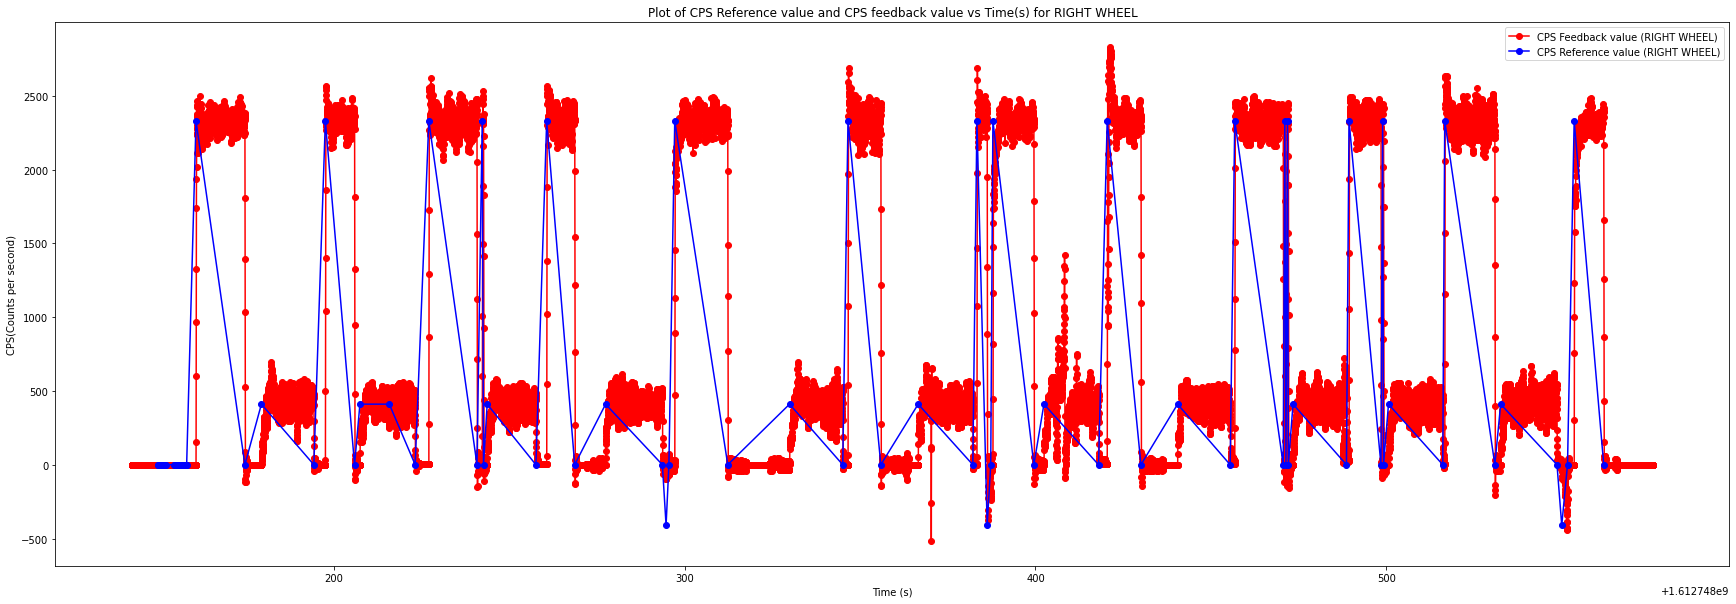 Plot of CPS Reference value and CPS feedback value vs Time(s) for RIGHT WHEEL
CPS Feedback value (RIGHT WHEEL)
CPS Reference value (RIGHT WHEEL)
CPS(Counts per second)
2500
2000
1500
1000
500
0
−500
200
300
400
500
Time (s)
+1.612748e9